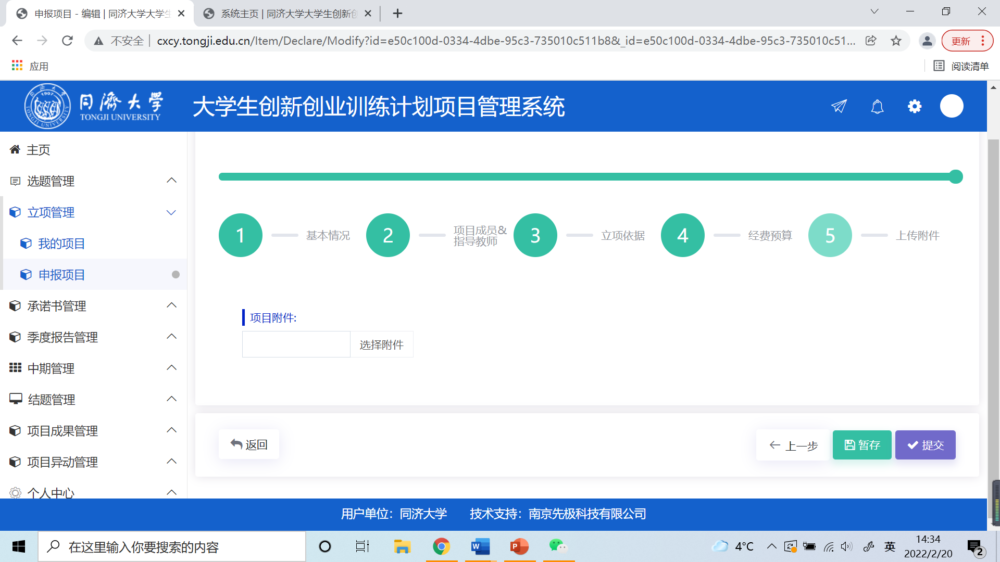 申报项目 - 编辑 | 同济大学大学生
系统主页 | 同济大学大学生创新创
不安全 | cxcy.tongji.edu.cn/Item/Declare/Modify?id=e50c100d-0334-4dbe-95c3-735010c511b8&_id=e50c100d-0334-4dbe-95c3-735010c51...
更新
应用
阅读清单
1907
TONGJI UNIVERSITY
同濟大學
TONGJI UNIVERSITY
大学生创新创业训练计划项目管理系统
主页
选题管理
立项管理
我的项目
申报项目
承诺书管理
季度报告管理
中期管理
结题管理
项目成果管理
项目异动管理
个人中心
1 基本情况
2 项目成员&
指导教师
3 立项依据
4 经费预算
5 上传附件
项目附件:
选择附件
返回
上一步
暂存
提交
用户单位：同济大学 技术支持：南京先极科技有限公司
在这里输入你要搜索的内容
W
P
4°C
英
14:34
2022/2/20
2